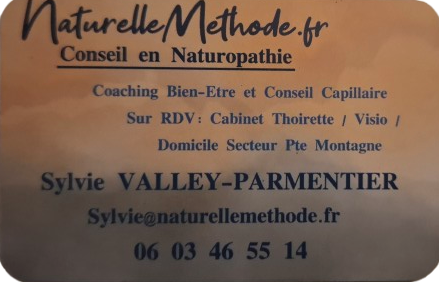 NaturelleMethode.fr
Conseil en Naturopathie
Coaching Bien-Etre et Conseil Capillaire
Sur RDV: Cabinet Thoirette / Visio /
Domicile Secteur Pte Montagne
Sylvie VALLEY-PARMENTIER
Sylvie@naturellemethode.fr
06 03 46 55 14